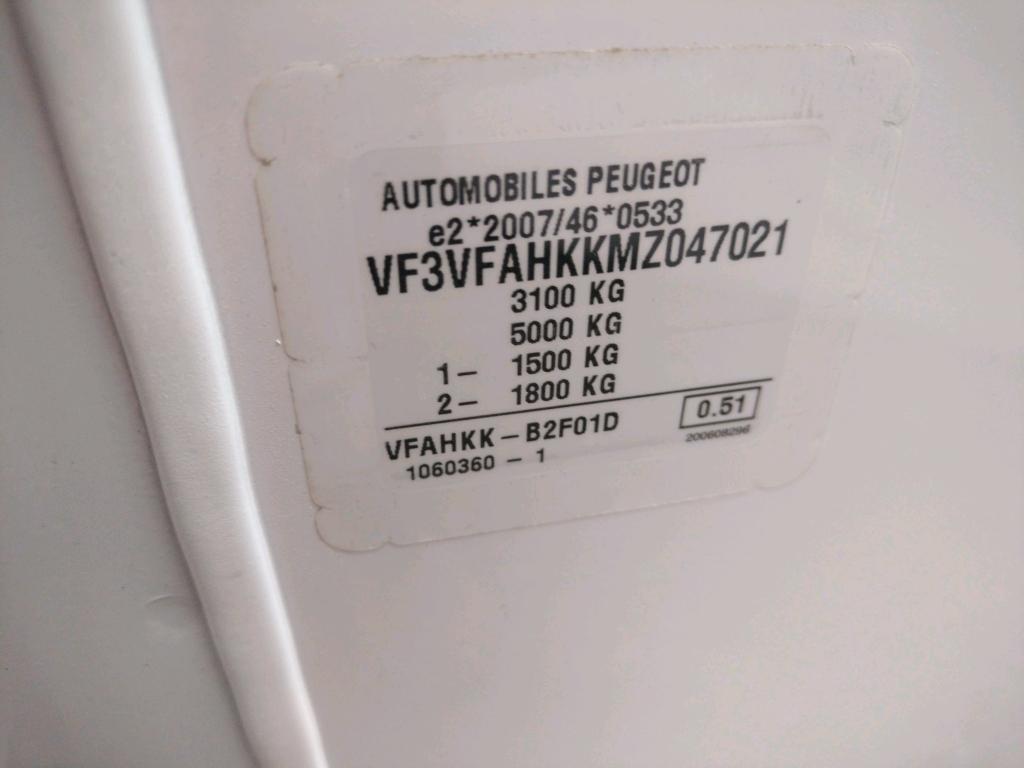 AUTOMOBILES PEUGEOT
e2*2007/46*0533
VF3VFAHKKMZ047021
3100 KG
5000 KG
1- 1500 KG
2- 1800 KG
VFAHKK-B2F01D 0.51
1060360-1 200608296